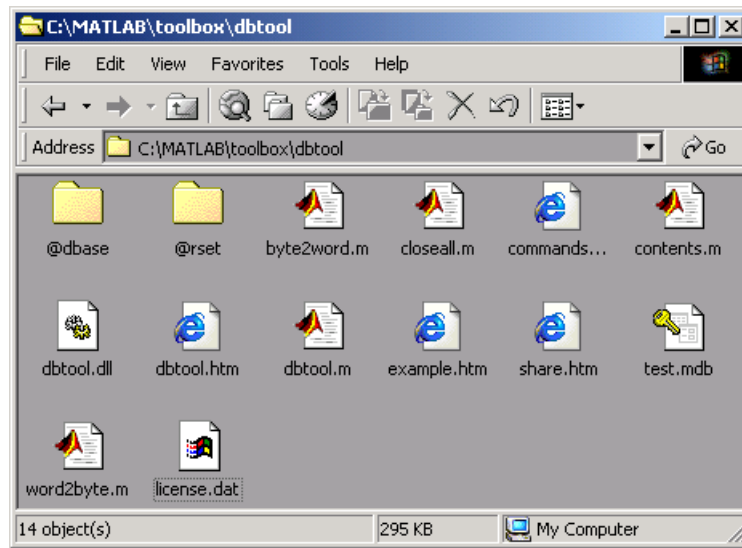 C:\MATLAB\toolbox\dbtool
File Edit View Favorites Tools Help
Address C:\MATLAB\toolbox\dbtool Go
@dbase @rset byte2word.m closeall.m commands... contents.m
dbtool.dll dbtool.htm dbtool.m example.htm share.htm test.mdb
word2byte.m license.dat
14 object(s) 295 KB My Computer